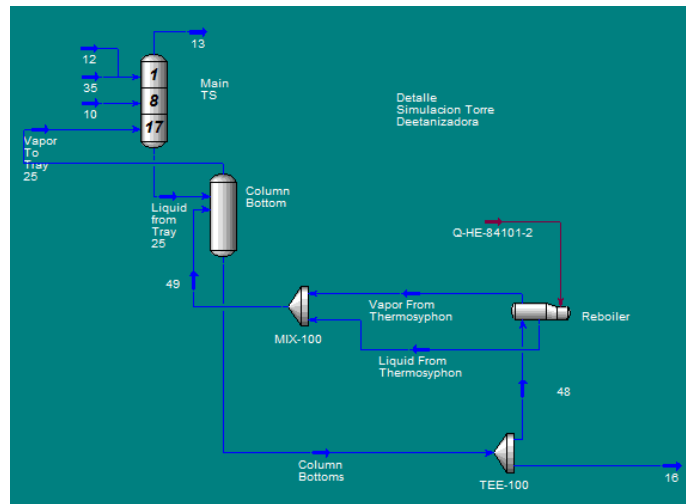 13
12
1
Main
TS
35
8
10
17
Detalle
Simulacion Torre
Deetanizadora
Vapor
To
Tray
25
Column
Bottom
Liquid
from
Tray
25
Q-HE-84101-2
49
Vapor From
Thermosyphon
Reboiler
MIX-100
Liquid From
Thermosyphon
48
Column
Bottoms
TEE-100
16